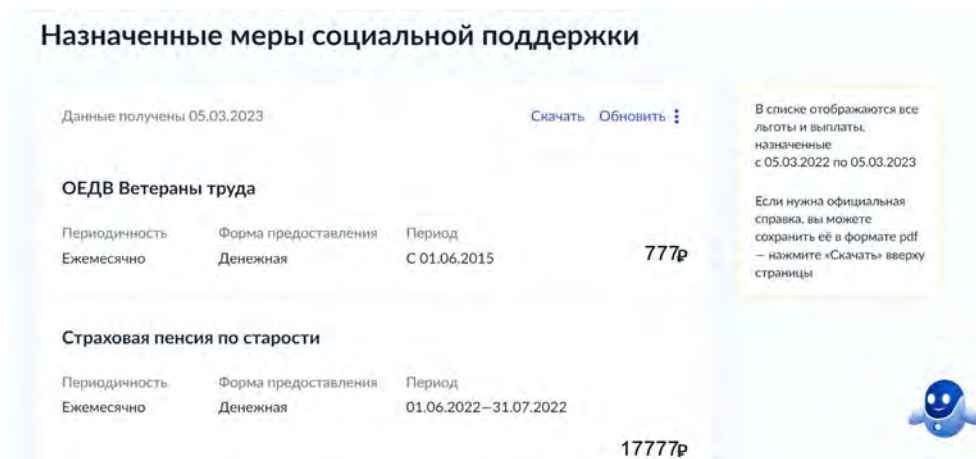 Назначенные меры социальной поддержки
Данные получены 05.03.2023 Скачать Обновить
ОЕДВ Ветераны труда
Периодичность Форма предоставления Период
Ежемесячно Денежная С 01.06.2015 777₽
Страховая пенсия по старости
Периодичность Форма предоставления Период
Ежемесячно Денежная 01.06.2022–31.07.2022
17777₽
В списке отображаются все
льготы и выплаты,
назначенные
с 05.03.2022 по 05.03.2023
Если нужна официальная
справка, вы можете
сохранить её в формате pdf
— нажмите «Скачать» вверху
страницы